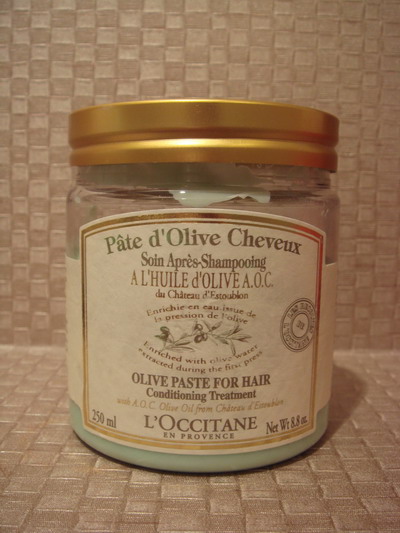 Pâte d'Olive Cheveux
Soin Après-Shampooing
A L'HUILE d'OLIVE A.O.C.
du Château d'Estoublon
Enrichie en eau issue de
la pression de l'olive
Enriched with olive water
extracted during the first press
OLIVE PASTE FOR HAIR
Conditioning Treatment
with A.O.C. Olive Oil from Château d'Estoublon
250 ml
Net Wt 8.8 oz.
L'OCCITANE
EN PROVENCE